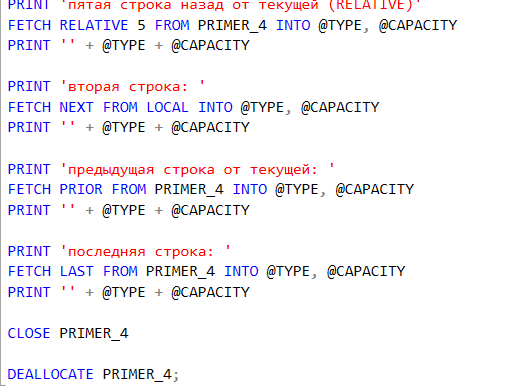 PRINT 'пятая строка назад от текущей (RELATIVE)'
FETCH RELATIVE 5 FROM PRIMER_4 INTO @TYPE, @CAPACITY
PRINT '' + @TYPE + @CAPACITY
PRINT 'вторая строка: '
FETCH NEXT FROM LOCAL INTO @TYPE, @CAPACITY
PRINT '' + @TYPE + @CAPACITY
PRINT 'предыдущая строка от текущей: '
FETCH PRIOR FROM PRIMER_4 INTO @TYPE, @CAPACITY
PRINT '' + @TYPE + @CAPACITY
PRINT 'последняя строка: '
FETCH LAST FROM PRIMER_4 INTO @TYPE, @CAPACITY
PRINT '' + @TYPE + @CAPACITY
CLOSE PRIMER_4
DEALLOCATE PRIMER_4;